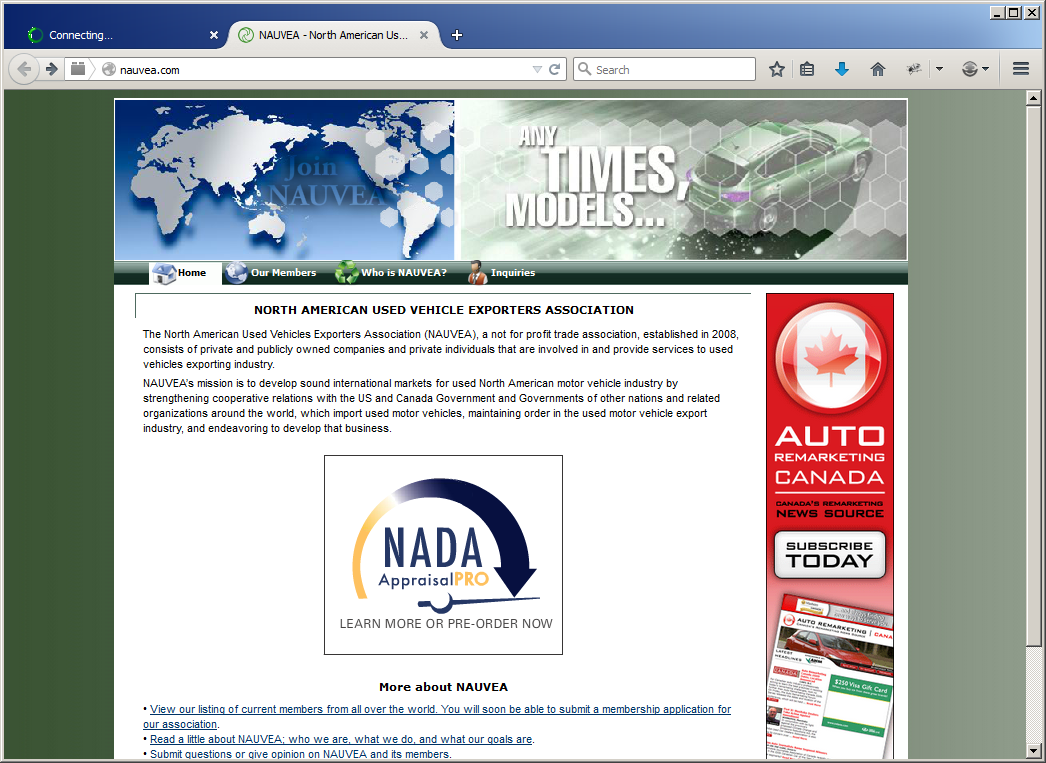 Connecting...
NAUVEA - North American Us...
nauvea.com
Search
Join
NAUVEA
ANY
TIMES,
MODELS...
Home
Our Members
Who is NAUVEA?
Inquiries
NORTH AMERICAN USED VEHICLE EXPORTERS ASSOCIATION
The North American Used Vehicles Exporters Association (NAUVEA), a not for profit trade association, established in 2008,
consists of private and publicly owned companies and private individuals that are involved in and provide services to used
vehicles exporting industry.
NAUVEA's mission is to develop sound international markets for used North American motor vehicle industry by
strengthening cooperative relations with the US and Canada Government and Governments of other nations and related
organizations around the world, which import used motor vehicles, maintaining order in the used motor vehicle export
industry, and endeavoring to develop that business.
NADA
AppraisalPRO
LEARN MORE OR PRE-ORDER NOW
More about NAUVEA
• View our listing of current members from all over the world. You will soon be able to submit a membership application for
our association.
• Read a little about NAUVEA; who we are, what we do, and what our goals are.
• Submit questions or give opinion on NAUVEA and its members.
AUTO
REMARKETING
CANADA
CANADA'S REMARKETING
NEWS SOURCE
SUBSCRIBE
TODAY
AUTO REMARKETING | CANA
LATEST
HEADLINES
$250 Visa Gift Card